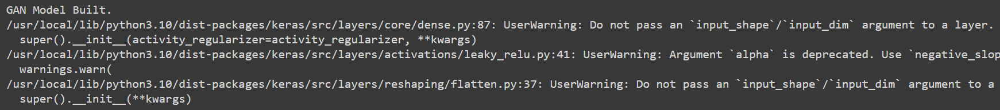 GAN Model Built.
/usr/local/lib/python3.10/dist-packages/keras/src/layers/core/dense.py:87: UserWarning: Do not pass an `input_shape`/`input_dim` argument to a layer.
  super().__init__(activity_regularizer=activity_regularizer, **kwargs)
/usr/local/lib/python3.10/dist-packages/keras/src/layers/activations/leaky_relu.py:41: UserWarning: Argument `alpha` is deprecated. Use `negative_slop
  warnings.warn(
/usr/local/lib/python3.10/dist-packages/keras/src/layers/reshaping/flatten.py:37: UserWarning: Do not pass an `input_shape`/`input_dim` argument to a
  super().__init__(**kwargs)